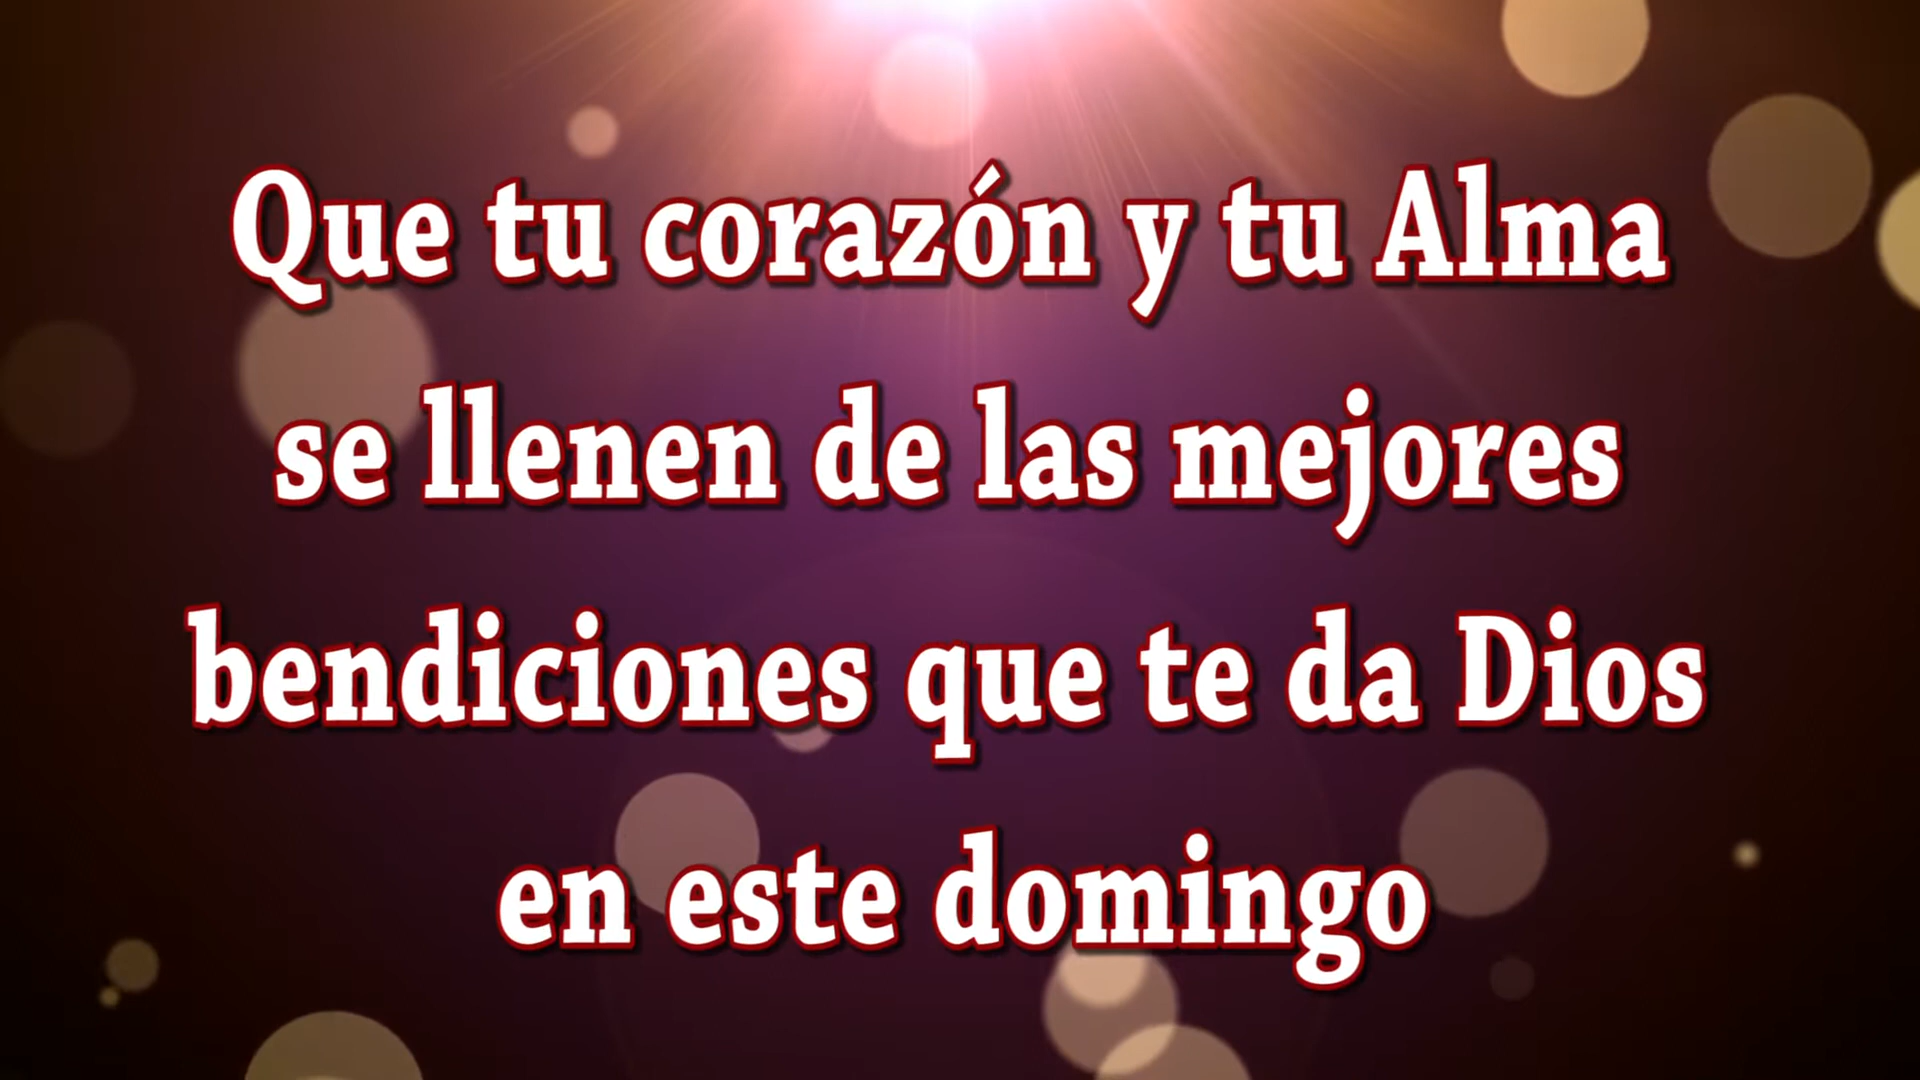 Que tu corazón y tu Alma
se llenen de las mejores
bendiciones que te da Dios
en este domingo